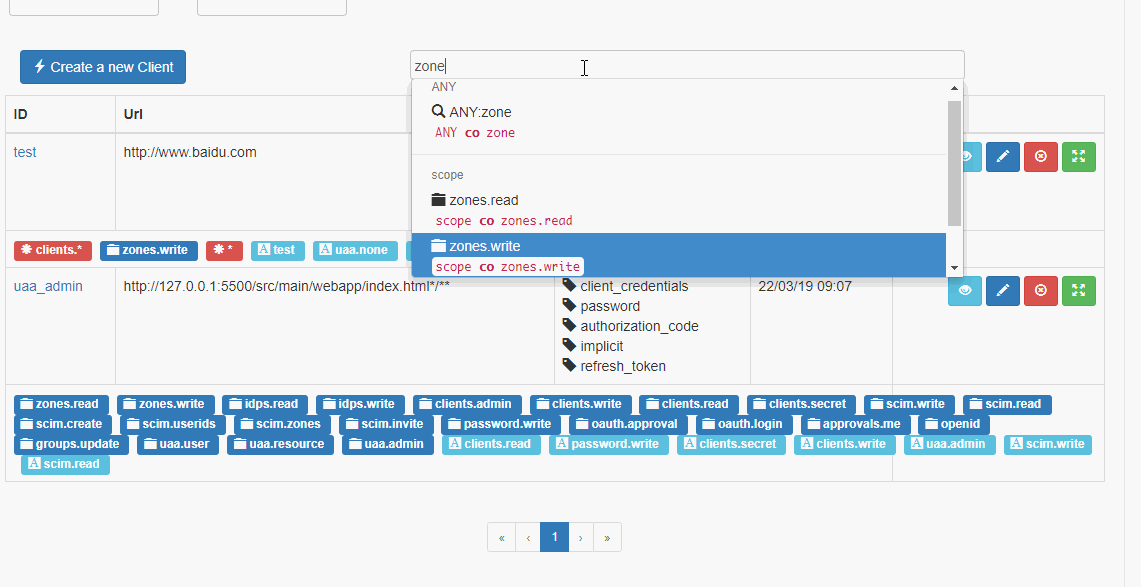 Create a new Client
zone
ANY
ANY:zone
ANY co zone
scope
zones.read
scope co zones.read
zones.write
scope co zones.write
ID Url
test http://www.baidu.com
clients.* zones.write * test uaa.none
uaa_admin http://127.0.0.1:5500/src/main/webapp/index.html*/** client_credentials 22/03/19 09:07
password
authorization_code
implicit
refresh_token
zones.read zones.write idps.read idps.write clients.admin clients.write clients.read clients.secret scim.write scim.read
scim.create scim.userids scim.zones scim.invite password.write oauth.approval oauth.login approvals.me openid
groups.update uaa.user uaa.resource uaa.admin A clients.read A password.write A clients.secret A clients.write A uaa.admin A scim.write
A scim.read
« ‹ 1 › »